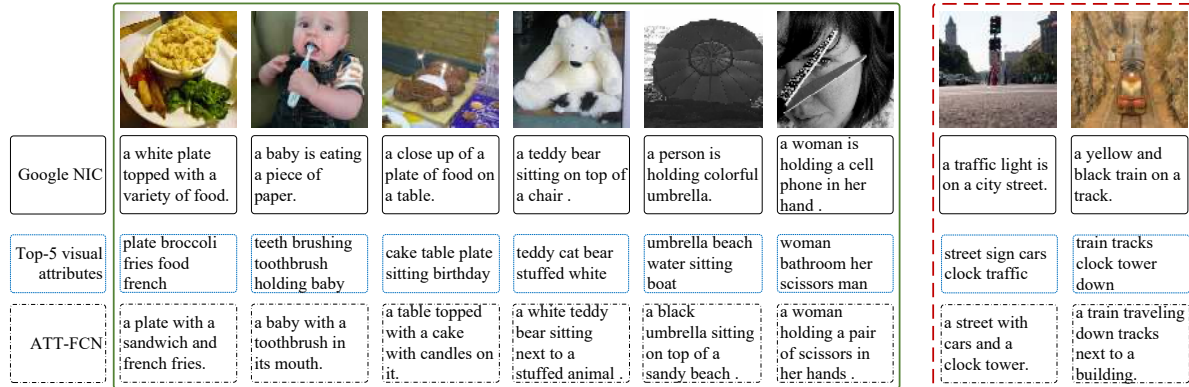 Google NIC
a white plate
topped with a
variety of food.
a baby is eating
a piece of
paper.
a close up of a
plate of food on
a table.
a teddy bear
sitting on top of
a chair .
a person is
holding colorful
umbrella.
a woman is
holding a cell
phone in her
hand .
a traffic light is
on a city street.
a yellow and
black train on a
track.
Top-5 visual
attributes
plate broccoli
fries food
french
teeth brushing
toothbrush
holding baby
cake table plate
sitting birthday
teddy cat bear
stuffed white
umbrella beach
water sitting
boat
woman
bathroom her
scissors man
street sign cars
clock traffic
train tracks
clock tower
down
ATT-FCN
a plate with a
sandwich and
french fries.
a baby with a
toothbrush in
its mouth.
a table topped
with a cake
with candles on
it.
a white teddy
bear sitting
next to a
stuffed animal .
a black
umbrella sitting
on top of a
sandy beach .
a woman
holding a pair
of scissors in
her hands .
a street with
cars and a
clock tower.
a train traveling
down tracks
next to a
building.